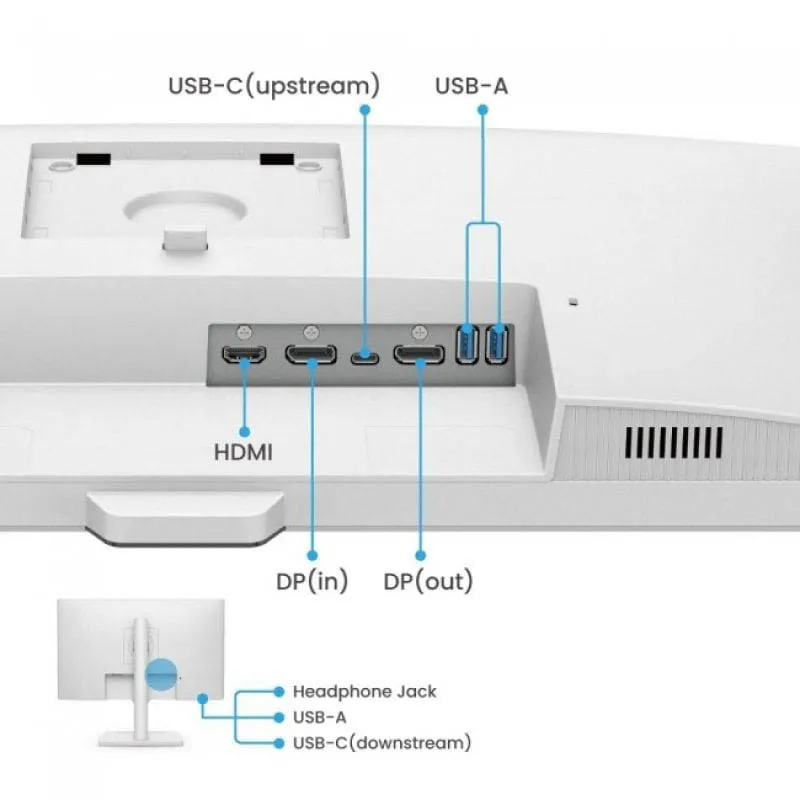 USB-C(upstream) USB-A
HDMI
DP(in) DP(out)
Headphone Jack
USB-A
USB-C(downstream)